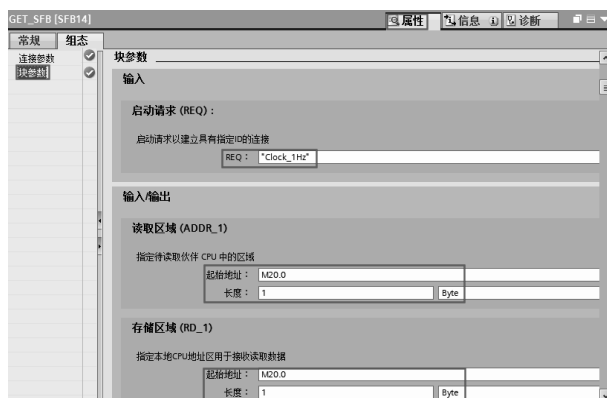 GET_SFB [SFB14]
属性 信息 诊断
常规 组态
连接参数
块参数
块参数
输入
启动请求 (REQ) :
启动请求以建立具有指定ID的连接
REQ : "Clock_1Hz"
输入/输出
读取区域 (ADDR_1)
指定待读取伙伴 CPU 中的区域
起始地址 : M20.0
长度 : 1 Byte
存储区域 (RD_1)
指定本地CPU地址区用于接收读取数据
起始地址 : M20.0
长度 : 1 Byte